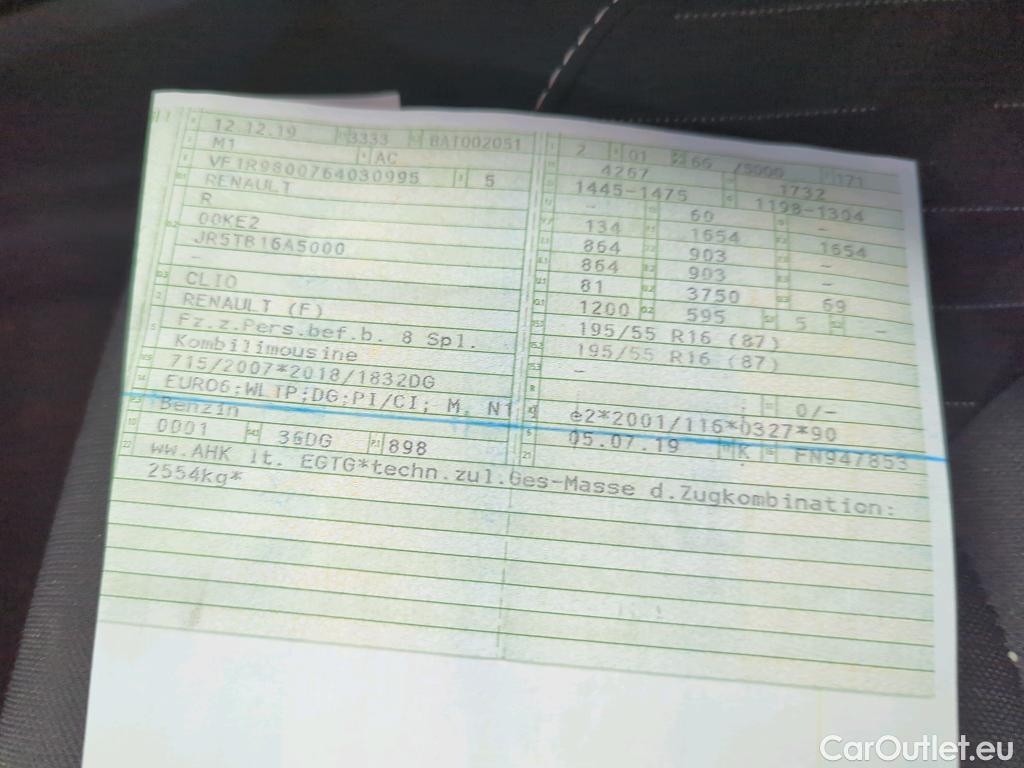 12.12.19 3333 BAT002051
M1 AC
VF1R9800764030995 5
RENAULT
R
00KE2
JR5TB16A5000
-
CLIO
RENAULT (F)
Fz.z.Pers.bef.b. 8 Spl.
Kombilimousine
715/2007*2018/1832DG
EURO6;WLTP;DG;PI/CI; M, N1
Benzin
0001 36DG P.1 898
2 01 66 /5000 171
4267 1732
1445-1475 1198-1304
- 60 -
134 1654 1654
864 903 -
864 903
81 3750 69
1200 595 5 -
195/55 R16 (87)
195/55 R16 (87)
-
; 0/-
e2*2001/116*0327*90
05.07.19 K FN947853
ww.AHK lt. EGTG*techn.zul.Ges-Masse d.Zugkombination:
2554kg*
CarOutlet.eu